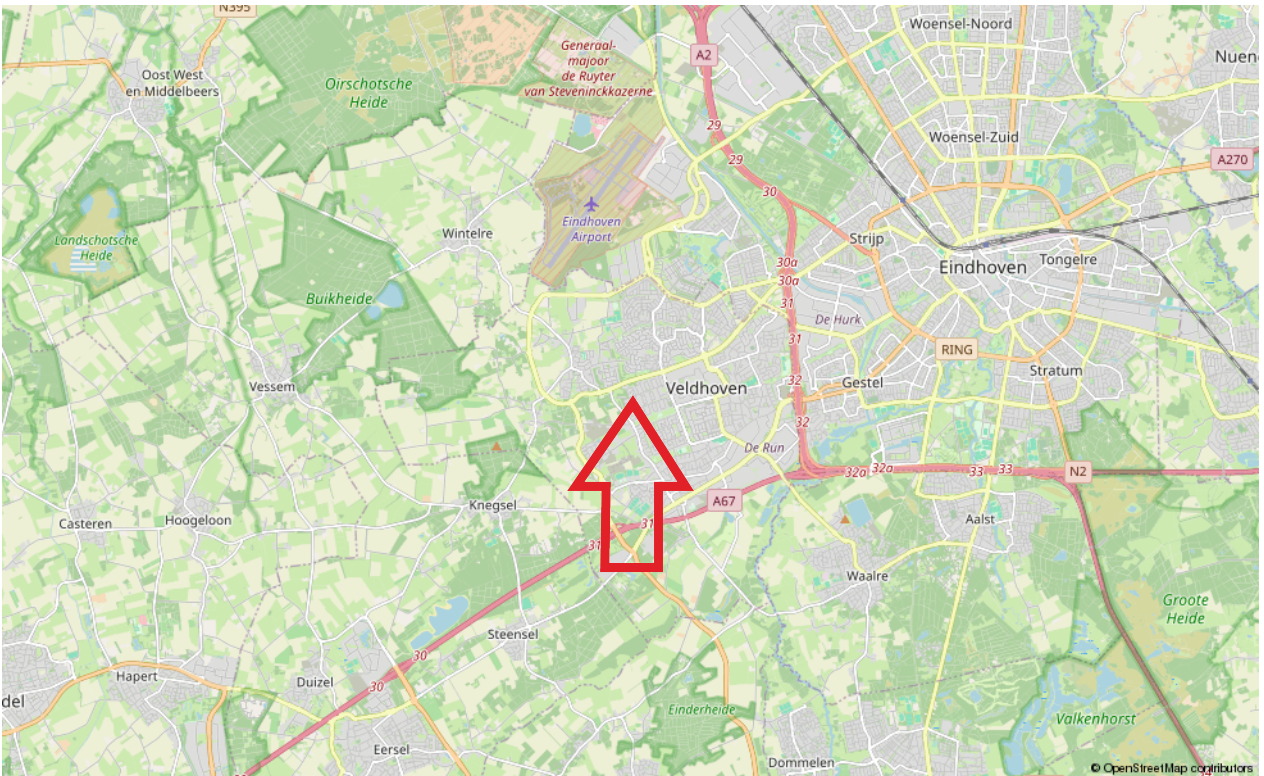 N395
Woensel-Noord
Generaal-
majoor
de Ruyter
van Steveninckkazerne
A2
Oost West
en Middelbeers
Oirschotsche
Heide
29
Woensel-Zuid
29
A270
30
Eindhoven
Airport
Wintelre
Strijp
Landschotsche
Heide
30a
Eindhoven
Tongelre
30a
Buikheide
31
De Hurk
31
RING
Stratum
Vessem
Veldhoven
32
Gestel
32
De Run
32a
32a
33
33
N2
Knegsel
A67
Casteren
Hoogeloon
31
Aalst
31
Waalre
Groote
Heide
Steensel
30
Hapert
Duizel
30
Einderheide
Valkenhorst
Eersel
Dommelen
© OpenStreetMap contributors